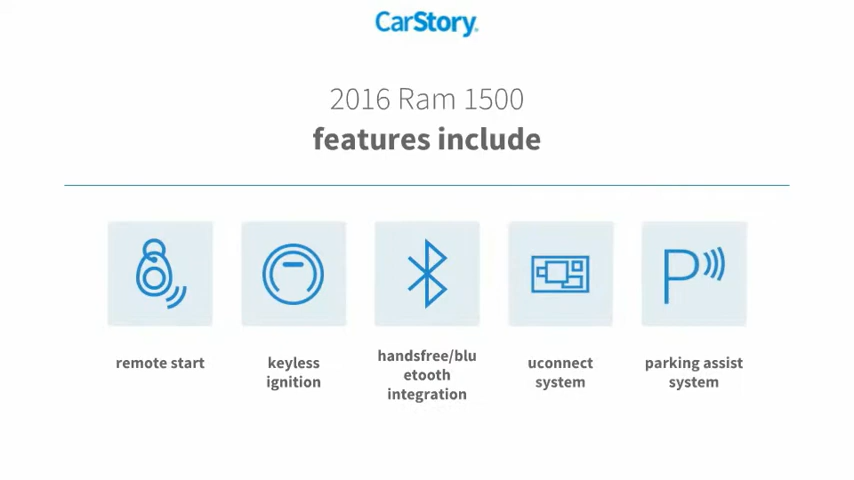 CarStory
2016 Ram 1500
features include
remote start
keyless
ignition
handsfree/blu
etooth
integration
uconnect
system
parking assist
system